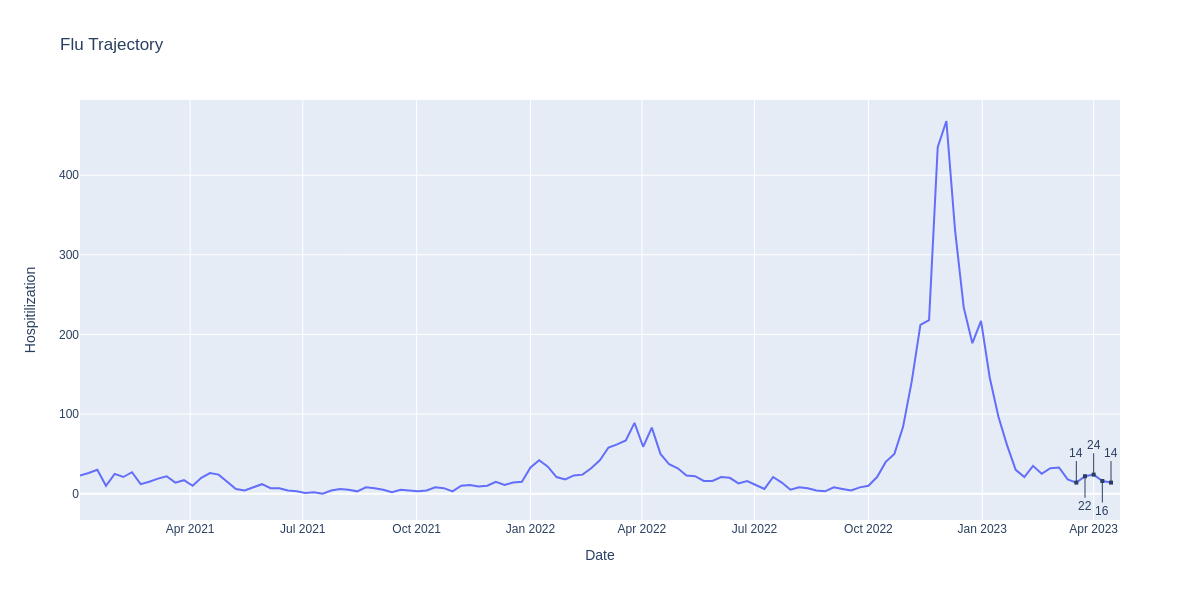 Flu Trajectory
Hospitilization
400
300
200
100
0
14
24
14
22
16
Apr 2021
Jul 2021
Oct 2021
Jan 2022
Apr 2022
Jul 2022
Oct 2022
Jan 2023
Apr 2023
Date